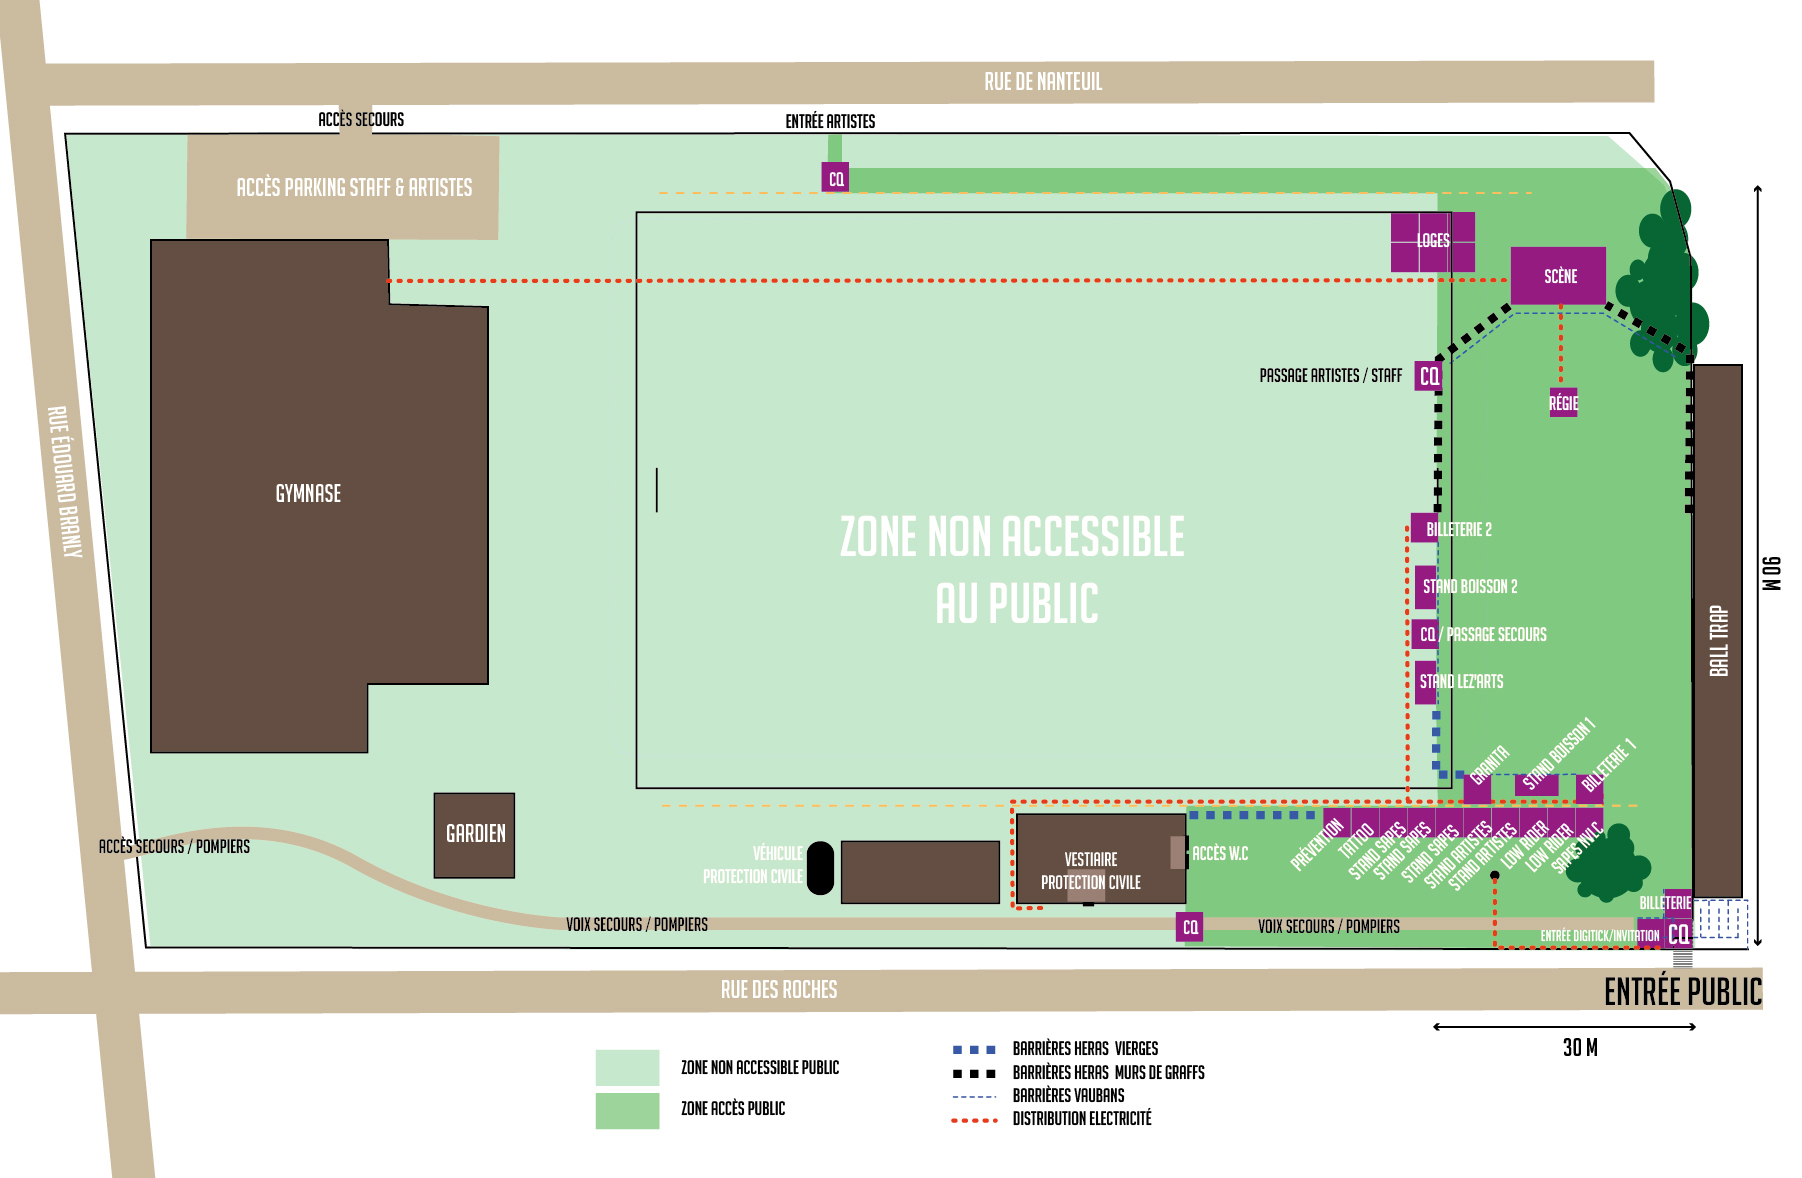 RUE DE NANTEUIL
ACCÈS SECOURS
ENTRÉE ARTISTES
ACCÈS PARKING STAFF & ARTISTES
CQ
LOGES
SCÈNE
PASSAGE ARTISTES / STAFF
CQ
RÉGIE
RUE ÉDOUARD BRANLY
GYMNASE
ZONE NON ACCESSIBLE
AU PUBLIC
BILLETERIE 2
STAND BOISSON 2
CQ / PASSAGE SECOURS
STAND LEZ'ARTS
90 M
BALL TRAP
GRANITA
STAND BOISSON 1
BILLETERIE 1
GARDIEN
ACCÈS SECOURS / POMPIERS
VÉHICULE
PROTECTION CIVILE
VESTIAIRE
PROTECTION CIVILE
ACCÈS W.C
PRÉVENTION
TATTOO
STAND SAPES
STAND SAPES
STAND SAPES
STAND ARTISTES
STAND ARTISTES
LOW RIDER
LOW RIDER
SAPES NVLC
BILLETERIE
VOIX SECOURS / POMPIERS
CQ
VOIX SECOURS / POMPIERS
ENTRÉE DIGITICK/INVITATION
CQ
RUE DES ROCHES
ENTRÉE PUBLIC
30 M
ZONE NON ACCESSIBLE PUBLIC
ZONE ACCÈS PUBLIC
BARRIÈRES HERAS VIERGES
BARRIÈRES HERAS MURS DE GRAFFS
BARRIÈRES VAUBANS
DISTRIBUTION ELECTRICITÉ